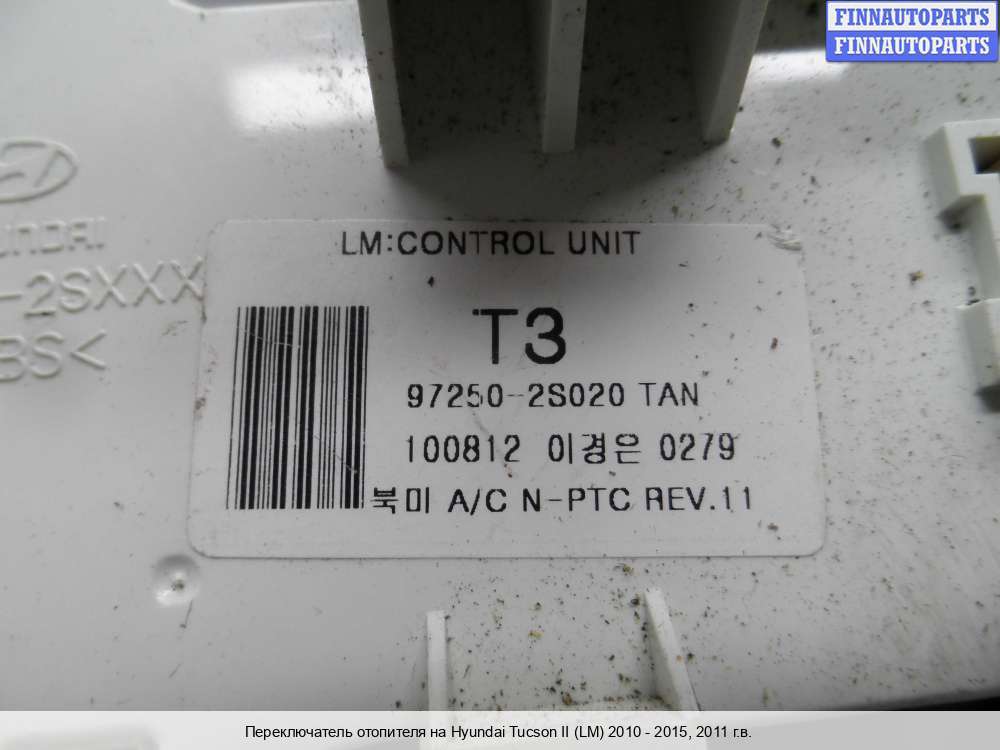 FINNAUTOPARTS
FINNAUTOPARTS
LM:CONTROL UNIT
-2SXXX
T3
BS<
97250-2S020 TAN
100812 이경은 0279
북미 A/C N-PTC REV.11
Переключатель отопителя на Hyundai Tucson II (LM) 2010 - 2015, 2011 г.в.